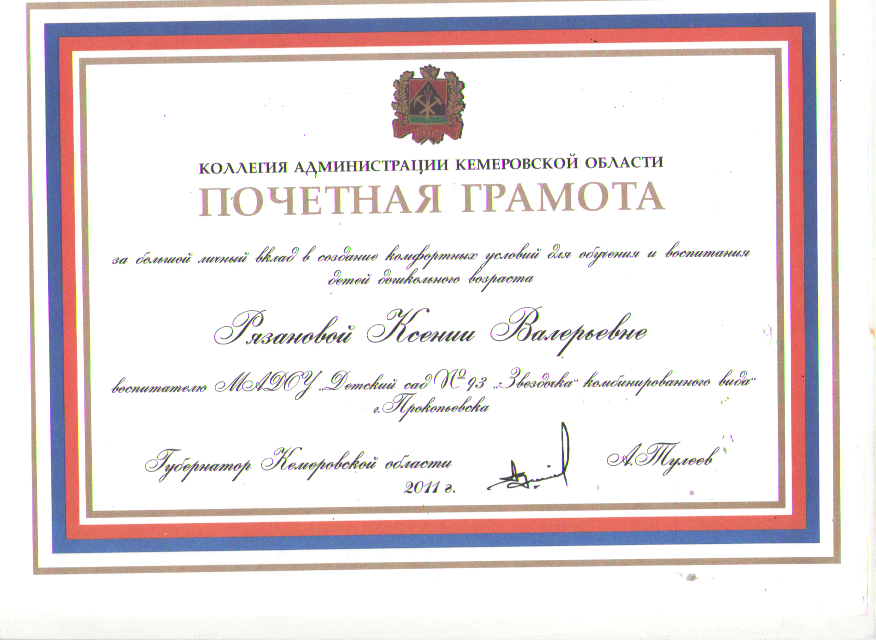 КОЛЛЕГИЯ АДМИНИСТРАЦИИ КЕМЕРОВСКОЙ ОБЛАСТИ
ПОЧЕТНАЯ ГРАМОТА
за большой личный вклад в создание комфортных условий для обучения и воспитания
детей дошкольного возраста
Рязановой Ксении Валерьевне
воспитателю МАДОУ „Детский сад №93 „Звездочка" комбинированного вида"
г.Прокопьевска
Губернатор Кемеровской области
А.Тулеев
2011 г.